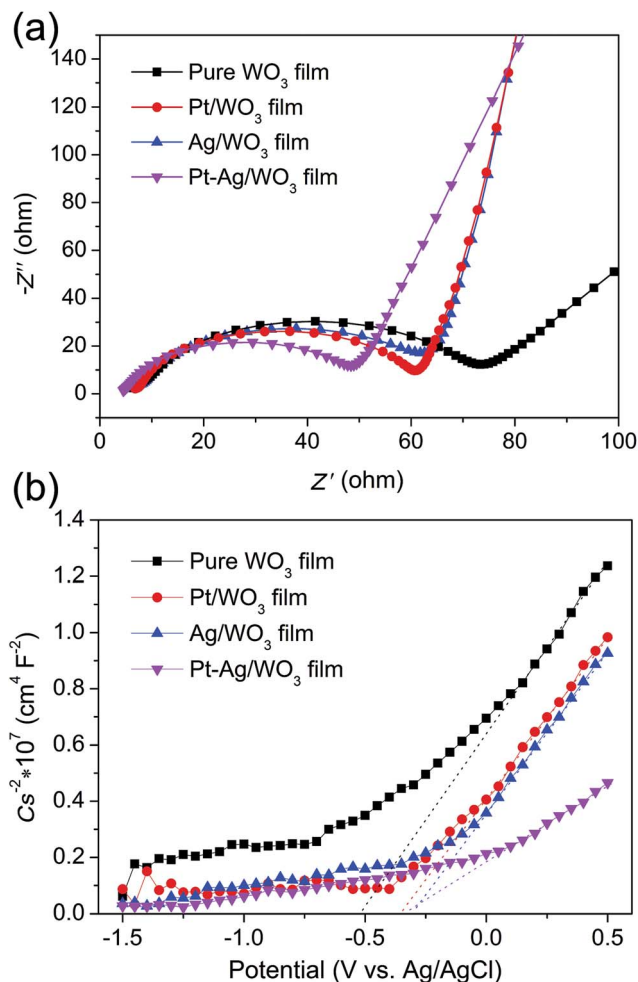 (a)
140
120
100
80
60
40
20
0
-Z'' (ohm)
Pure WO₃ film
Pt/WO₃ film
Ag/WO₃ film
Pt-Ag/WO₃ film
0 20 40 60 80 100
Z' (ohm)
(b)
1.4
1.2
1.0
0.8
0.6
0.4
0.2
0.0
Cs⁻²*10⁷ (cm⁴ F⁻²)
Pure WO₃ film
Pt/WO₃ film
Ag/WO₃ film
Pt-Ag/WO₃ film
-1.5 -1.0 -0.5 0.0 0.5
Potential (V vs. Ag/AgCl)